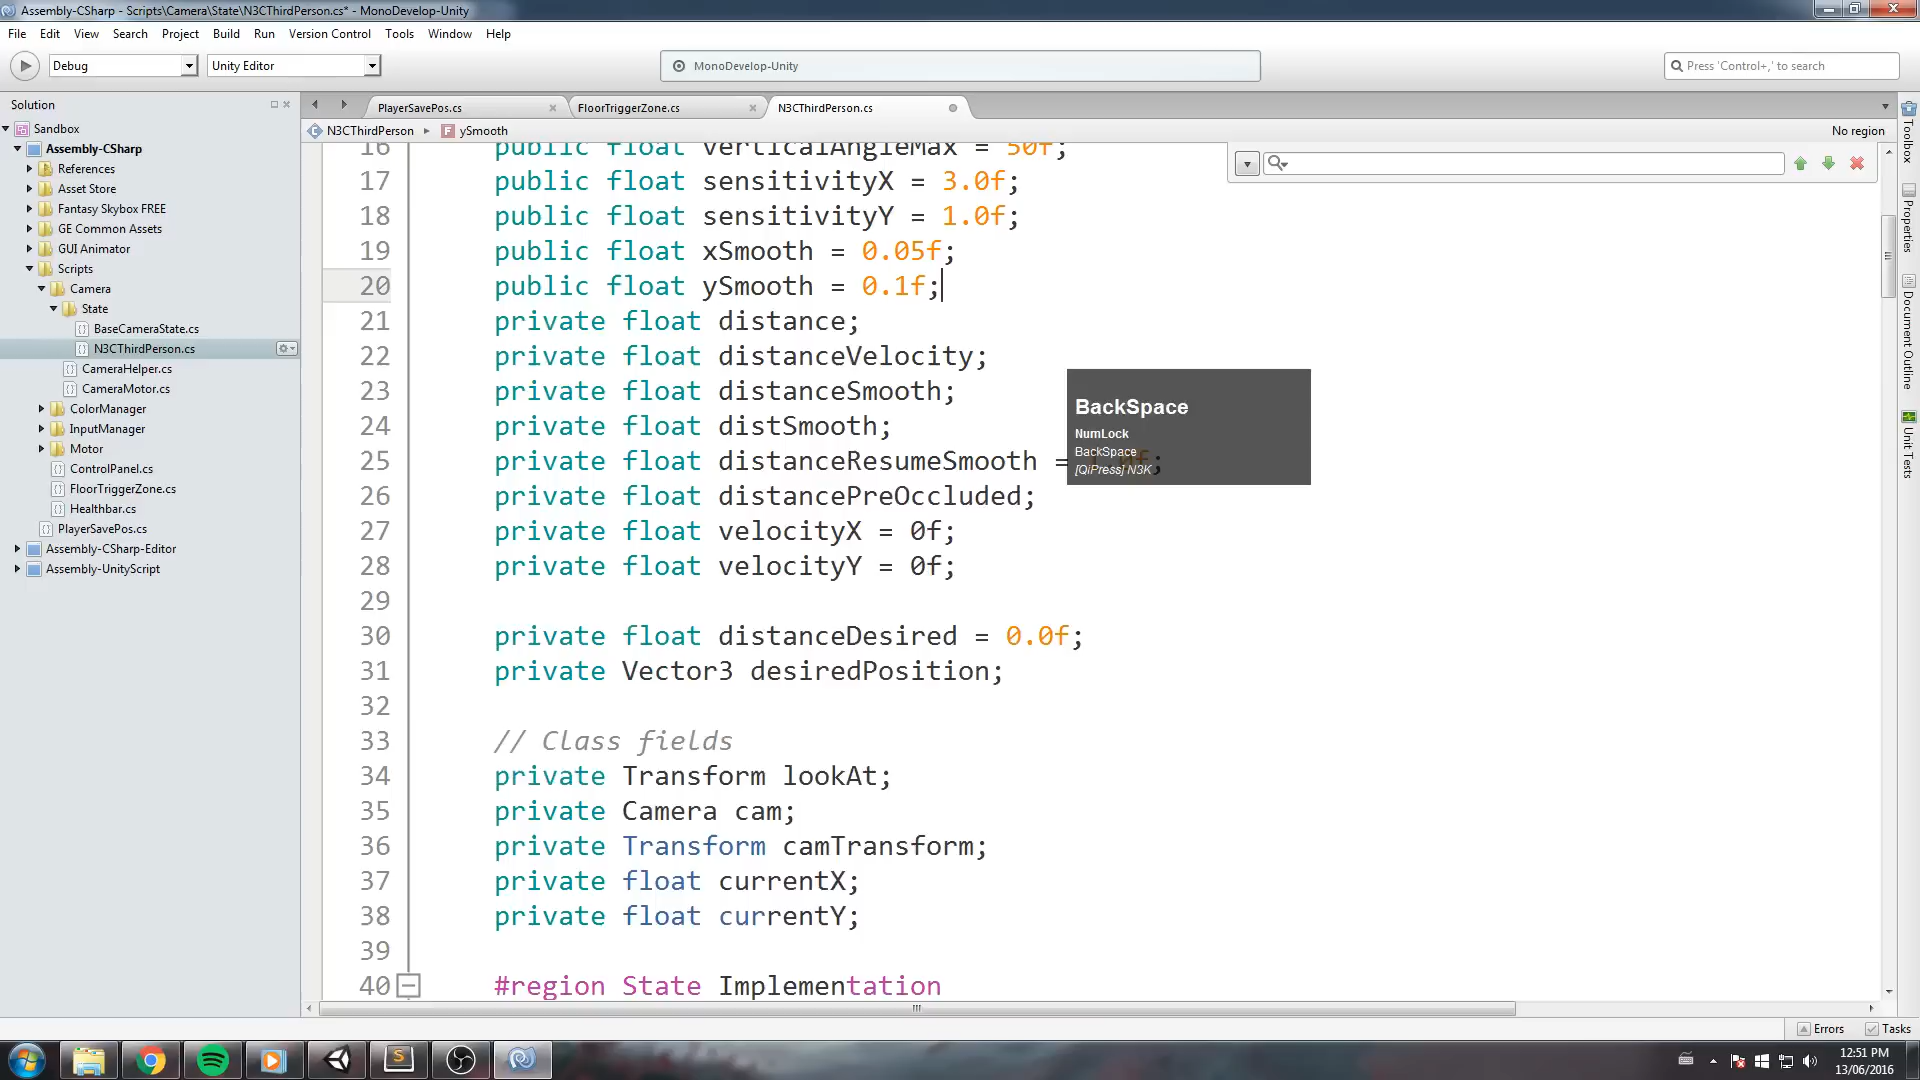 Assembly-CSharp - Scripts\Camera\State\N3CThirdPerson.cs* - MonoDevelop-Unity
File Edit View Search Project Build Run Version Control Tools Window Help
Debug
Unity Editor
MonoDevelop-Unity
Press 'Control+,' to search
Solution
Sandbox
Assembly-CSharp
References
Asset Store
Fantasy Skybox FREE
GE Common Assets
GUI Animator
Scripts
Camera
State
BaseCameraState.cs
N3CThirdPerson.cs
CameraHelper.cs
CameraMotor.cs
ColorManager
InputManager
Motor
ControlPanel.cs
FloorTriggerZone.cs
Healthbar.cs
PlayerSavePos.cs
Assembly-CSharp-Editor
Assembly-UnityScript
PlayerSavePos.cs
FloorTriggerZone.cs
N3CThirdPerson.cs
N3CThirdPerson ySmooth
No region
16 public float verticalAngleMax = 50f;
17 public float sensitivityX = 3.0f;
18 public float sensitivityY = 1.0f;
19 public float xSmooth = 0.05f;
20 public float ySmooth = 0.1f;
21 private float distance;
22 private float distanceVelocity;
23 private float distanceSmooth;
24 private float distSmooth;
25 private float distanceResumeSmooth =
26 private float distancePreOccluded;
27 private float velocityX = 0f;
28 private float velocityY = 0f;
29
30 private float distanceDesired = 0.0f;
31 private Vector3 desiredPosition;
32
33 // Class fields
34 private Transform lookAt;
35 private Camera cam;
36 private Transform camTransform;
37 private float currentX;
38 private float currentY;
39
40 #region State Implementation
BackSpace
NumLock
BackSpace
[QiPress] N3K
Toolbox
Properties
Document Outline
Unit Tests
Errors
Tasks
12:51 PM
13/06/2016